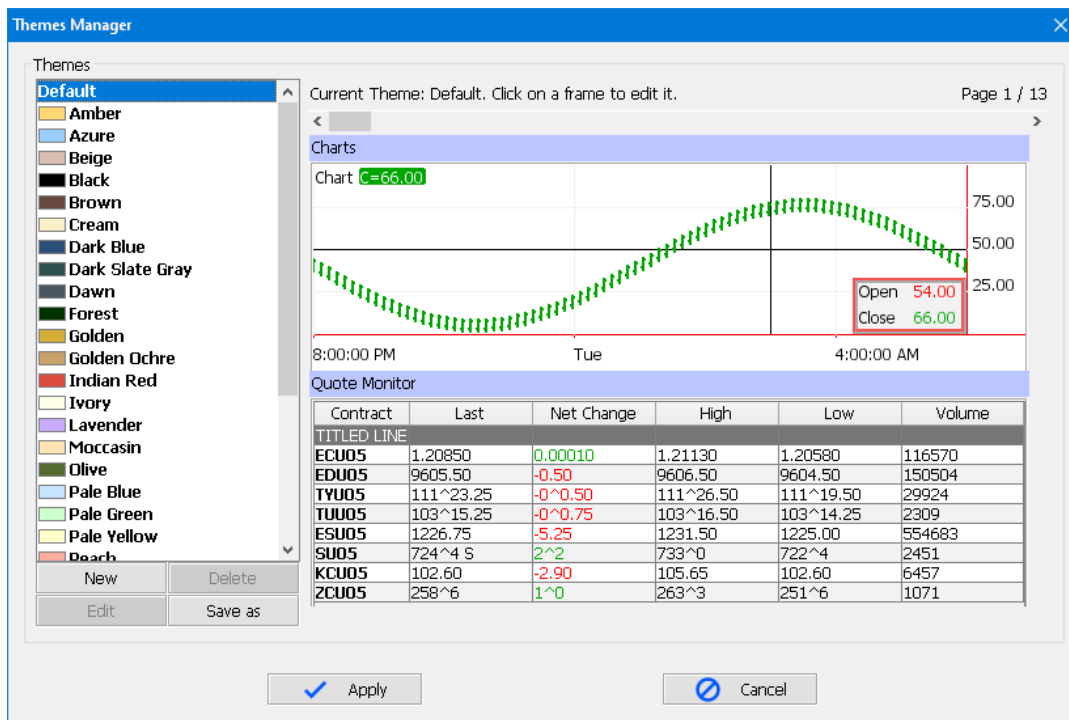 Themes Manager
Themes
Default
Amber
Azure
Beige
Black
Brown
Cream
Dark Blue
Dark Slate Gray
Dawn
Forest
Golden
Golden Ochre
Indian Red
Ivory
Lavender
Moccasin
Olive
Pale Blue
Pale Green
Pale Yellow
Peach
New Delete
Edit Save as
Current Theme: Default. Click on a frame to edit it. Page 1 / 13
Charts
Chart C=66.00
75.00
50.00
25.00
Open 54.00
Close 66.00
8:00:00 PM Tue 4:00:00 AM
Quote Monitor
Contract Last Net Change High Low Volume
TITLED LINE
ECU05 1.20850 0.00010 1.21130 1.20580 116570
EDU05 9605.50 -0.50 9606.50 9604.50 150504
TYU05 111^23.25 -0^0.50 111^26.50 111^19.50 29924
TUU05 103^15.25 -0^0.75 103^16.50 103^14.25 2309
ESU05 1226.75 -5.25 1231.50 1225.00 554683
SU05 724^4 S 2^2 733^0 722^4 2451
KCU05 102.60 -2.90 105.65 102.60 6457
ZCU05 258^6 1^0 263^3 251^6 1071
Apply Cancel